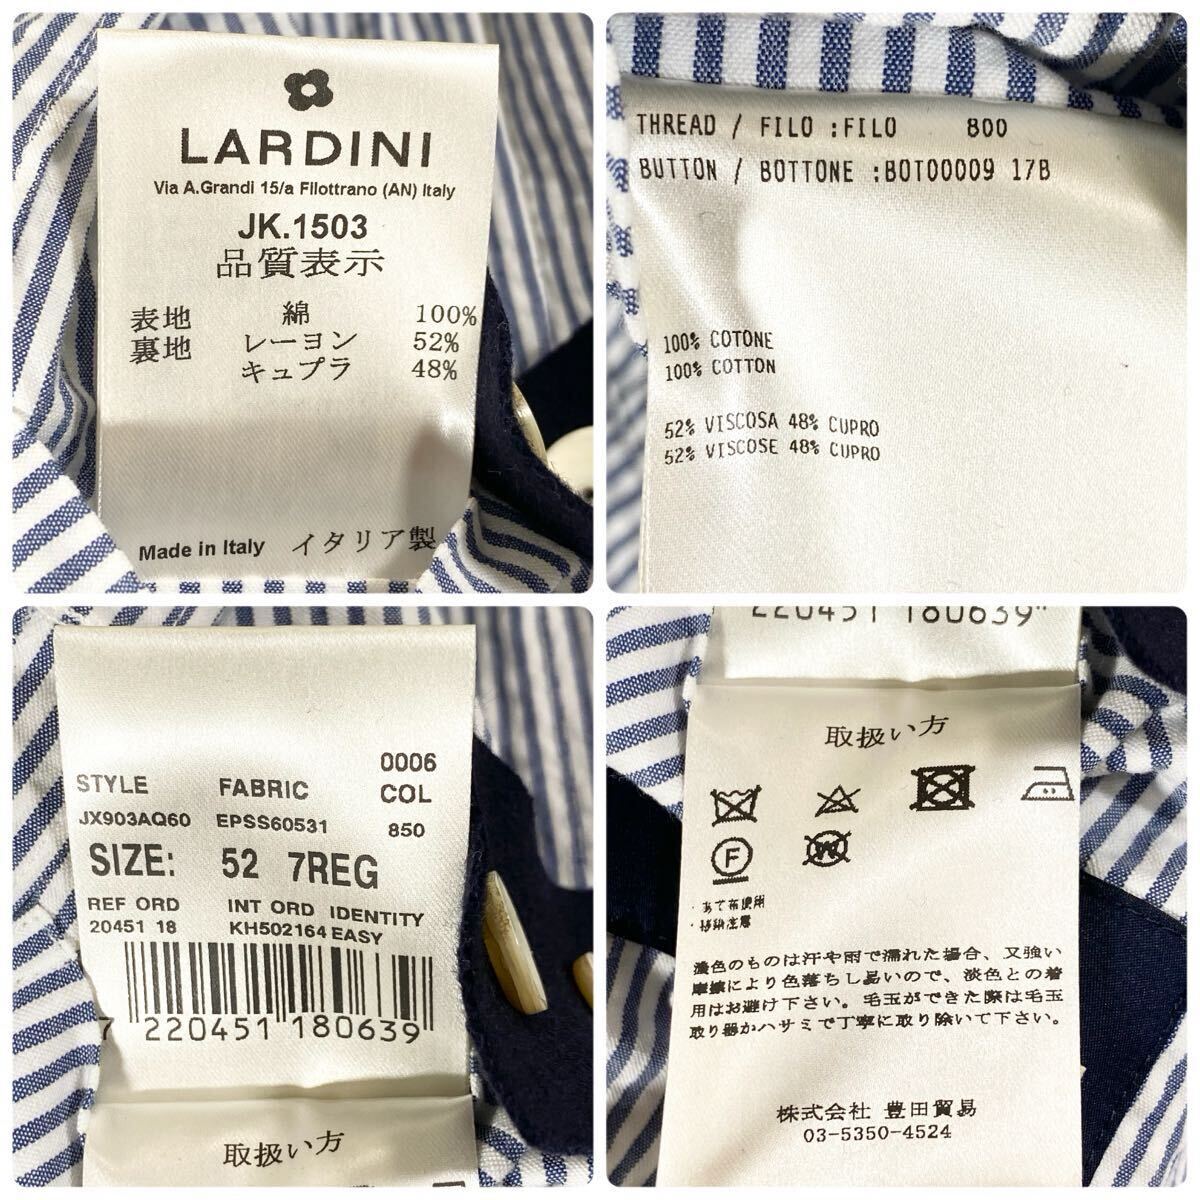 LARDINI
Via A.Grandi 15/a Filottrano (AN) Italy
JK.1503
品質表示
表地 綿 100%
裏地 レーヨン 52%
キュプラ 48%
Made in Italy イタリア製
THREAD / FILO :FILO 800
BUTTON / BOTTONE :BOT00009 17B
100% COTONE
100% COTTON
52% VISCOSA 48% CUPRO
52% VISCOSE 48% CUPRO
0006
STYLE FABRIC COL
JX903AQ60 EPSS60531 850
SIZE: 52 7REG
REF ORD INT ORD IDENTITY
20451 18 KH502164 EASY
7 220451 180639
取扱い方
220451 180639"
取扱い方
F
W
・あて布使用
・移染注意
濃色のものは汗や雨で濡れた場合、又強い
摩擦により色落ちし易いので、淡色との着
用はお避け下さい。毛玉ができた際は毛玉
取り器かハサミで丁寧に取り除いて下さい。
株式会社 豊田貿易
03-5350-4524